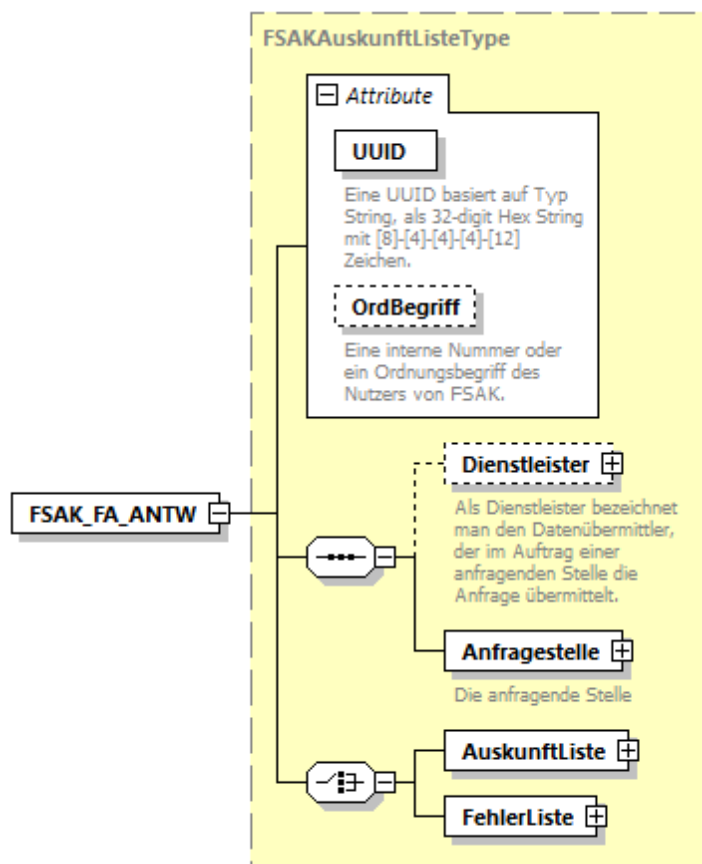 FSAKAuskunftListeType
Attribute
UUID
Eine UUID basiert auf Typ
String, als 32-digit Hex String
mit [8]-[4]-[4]-[4]-[12]
Zeichen.
OrdBegriff
Eine interne Nummer oder
ein Ordnungsbegriff des
Nutzers von FSAK.
FSAK_FA_ANTW
Dienstleister
Als Dienstleister bezeichnet
man den Datenübermittler,
der im Auftrag einer
anfragenden Stelle die
Anfrage übermittelt.
Anfragestelle
Die anfragende Stelle
AuskunftListe
FehlerListe